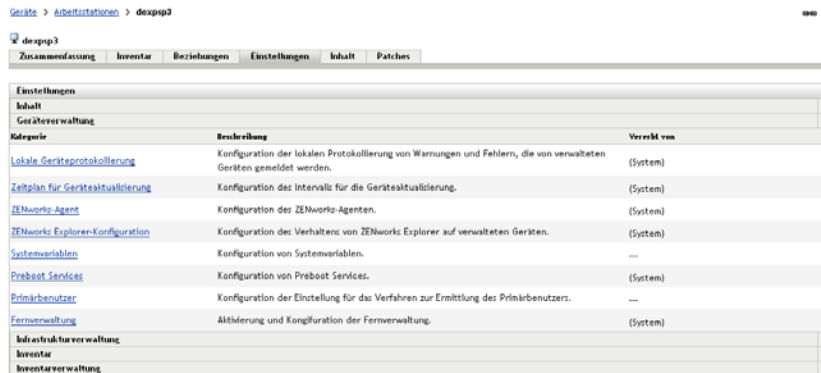 Geräte > Arbeitsstationen > dexpsp3
dexpsp3
Zusammenfassung Inventar Beziehungen Einstellungen Inhalt Patches
Einstellungen
Inhalt
Geräteverwaltung
Kategorie Beschreibung Vererbt von
Lokale Geräteprotokollierung Konfiguration der lokalen Protokollierung von Warnungen und Fehlern, die von verwalteten Geräten gemeldet werden. (System)
Zeitplan für Geräteaktualisierung Konfiguration des Intervalls für die Geräteaktualisierung. (System)
ZENworks-Agent Konfiguration des ZENworks-Agenten. (System)
ZENworks Explorer-Konfiguration Konfiguration des Verhaltens von ZENworks Explorer auf verwalteten Geräten. (System)
Systemvariablen Konfiguration von Systemvariablen. ---
Preboot Services Konfiguration von Preboot Services. (System)
Primärbenutzer Konfiguration der Einstellung für das Verfahren zur Ermittlung des Primärbenutzers. ---
Fernverwaltung Aktivierung und Kongifuration der Fernverwaltung. (System)
Infrastrukturverwaltung
Inventar
Inventarverwaltung